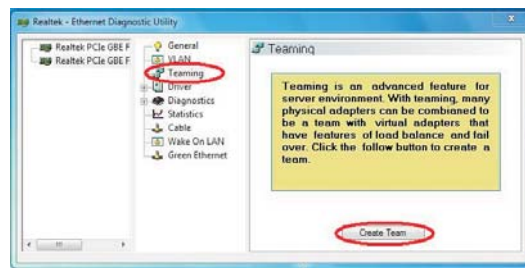 Realtek - Ethernet Diagnostic Utility
Realtek PCIe GBE F
Realtek PCIe GBE F
General
VLAN
Teaming
Driver
Diagnostics
Statistics
Cable
Wake On LAN
Green Ethernet
Teaming
Teaming is an advanced feature for
server environment. With teaming, many
physical adapters can be combianed to
be a team with virtual adapters that
have features of load balance and fail
over. Click the follow button to create a
team.
Create Team